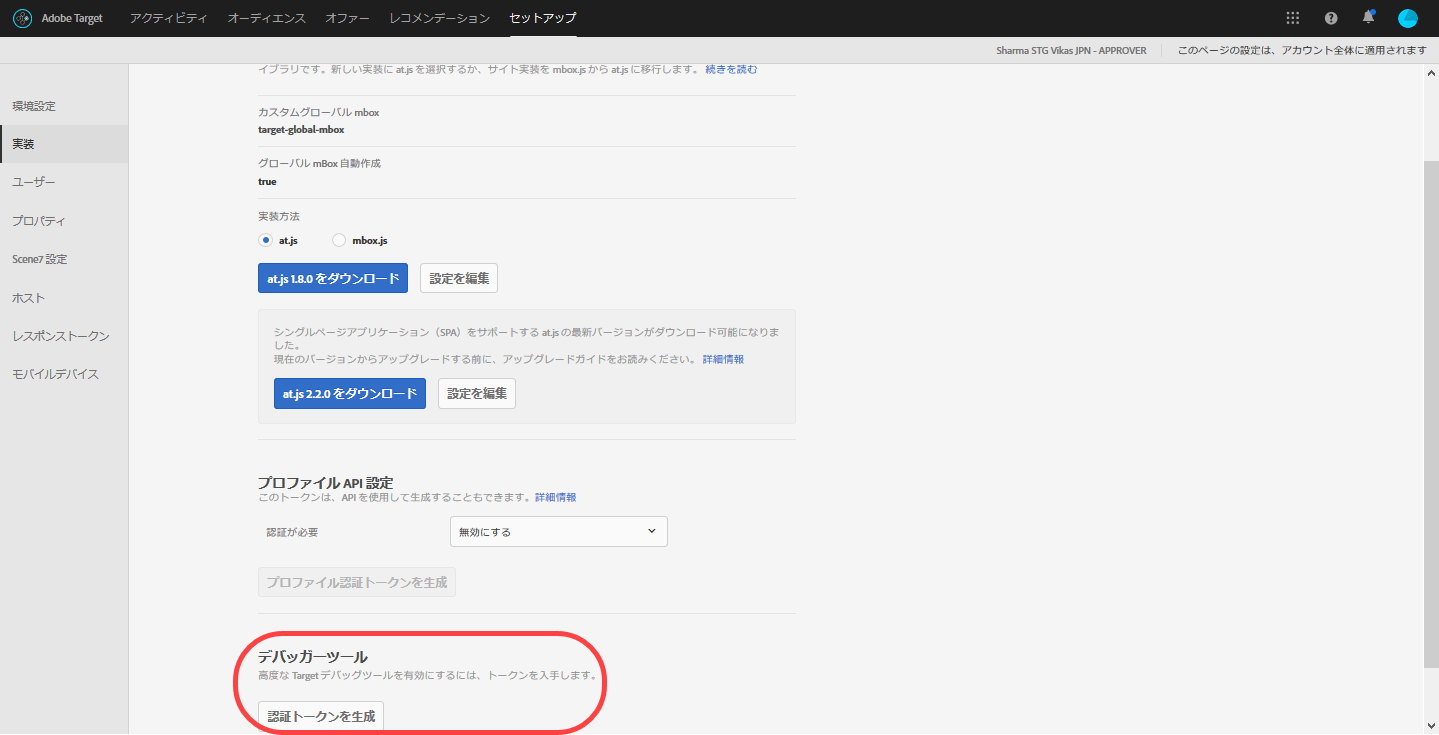 Adobe Target
アクティビティ
オーディエンス
オファー
レコメンデーション
セットアップ
Sharma STG Vikas JPN - APPROVER
このページの設定は、アカウント全体に適用されます
環境設定
実装
ユーザー
プロパティ
Scene7 設定
ホスト
レスポンストークン
モバイルデバイス
イブラリです。新しい実装に at.js を選択するか、サイト実装を mbox.js から at.js に移行します。 続きを読む
カスタムグローバル mbox
target-global-mbox
グローバル mBox 自動作成
true
実装方法
at.js
mbox.js
at.js 1.8.0 をダウンロード
設定を編集
シングルページアプリケーション（SPA）をサポートする at.js の最新バージョンがダウンロード可能になりま
した。
現在のバージョンからアップグレードする前に、アップグレードガイドをお読みください。 詳細情報
at.js 2.2.0 をダウンロード
設定を編集
プロファイル API 設定
このトークンは、API を使用して生成することもできます。詳細情報
認証が必要
無効にする
プロファイル認証トークンを生成
デバッガーツール
高度な Target デバッグツールを有効にするには、トークンを入手します。
認証トークンを生成